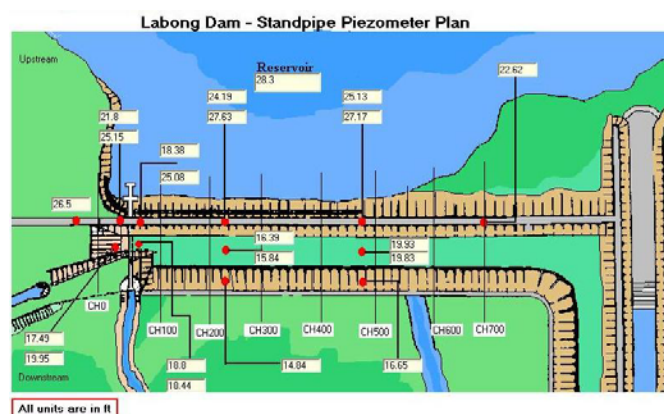 Labong Dam - Standpipe Piezometer Plan
Upstream
Reservoir
28.3
22.62
24.19
27.63
25.13
27.17
21.8
25.15
18.38
25.08
26.5
16.39
15.84
19.93
19.83
CH0
CH100
CH200
CH300
CH400
CH500
CH600
CH700
17.49
19.95
18.8
18.44
14.84
16.65
Downstream
All units are in ft